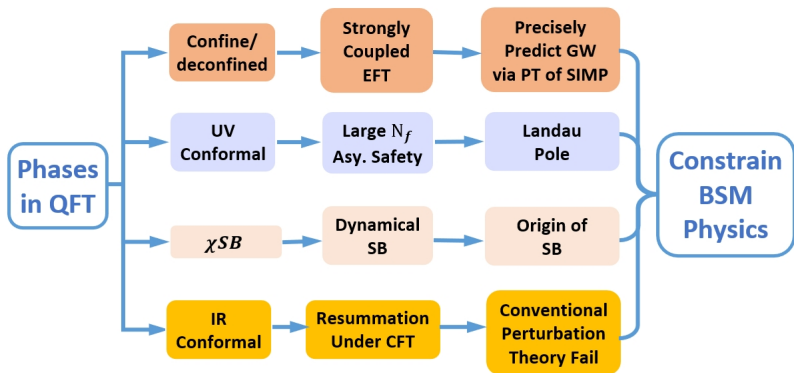 Phases
in QFT
Confine/
deconfined
Strongly
Coupled
EFT
Precisely
Predict GW
via PT of SIMP
UV
Conformal
Large N_f
Asy. Safety
Landau
Pole
χSB
Dynamical
SB
Origin of
SB
IR
Conformal
Resummation
Under CFT
Conventional
Perturbation
Theory Fail
Constrain
BSM
Physics